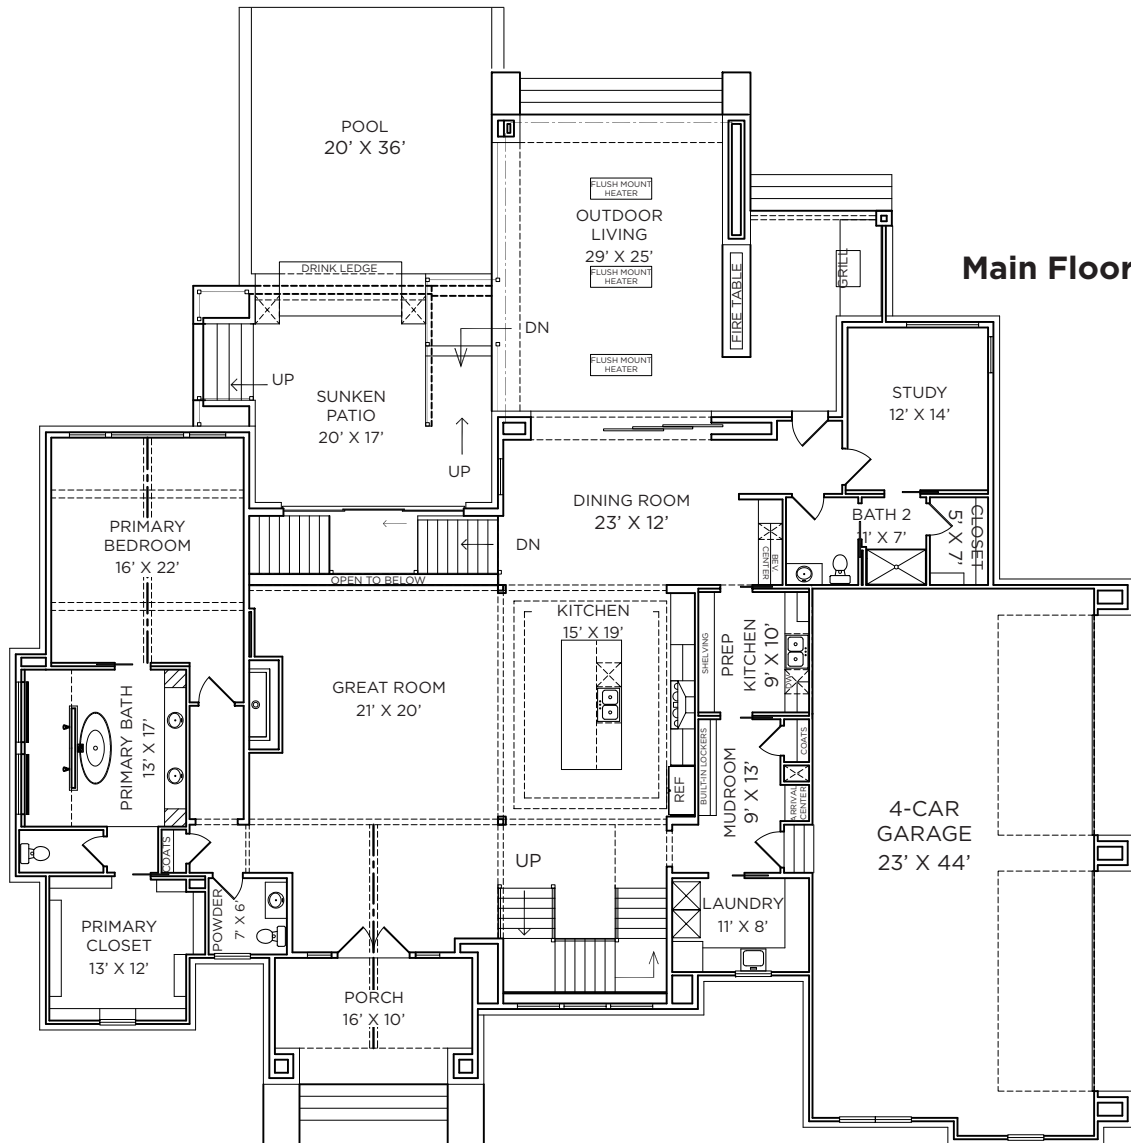 POOL
20' X 36'
DRINK LEDGE
FLUSH MOUNT
HEATER
OUTDOOR
LIVING
29' X 25'
FLUSH MOUNT
HEATER
FLUSH MOUNT
HEATER
FIRE TABLE
GRILL
Main Floor
DN
UP
SUNKEN
PATIO
20' X 17'
UP
STUDY
12' X 14'
DINING ROOM
23' X 12'
BEV.
CENTER
BATH 2
11' X 7'
CLOSET
5' X 7'
PRIMARY
BEDROOM
16' X 22'
DN
OPEN TO BELOW
KITCHEN
15' X 19'
REF
SHELVING
PREP
KITCHEN
9' X 10'
GREAT ROOM
21' X 20'
PRIMARY BATH
13' X 17'
BUILT-IN LOCKERS
MUDROOM
9' X 13'
COATS
ARRIVAL
CENTER
4-CAR
GARAGE
23' X 44'
COATS
UP
LAUNDRY
11' X 8'
POWDER
7' X 6'
PRIMARY
CLOSET
13' X 12'
PORCH
16' X 10'